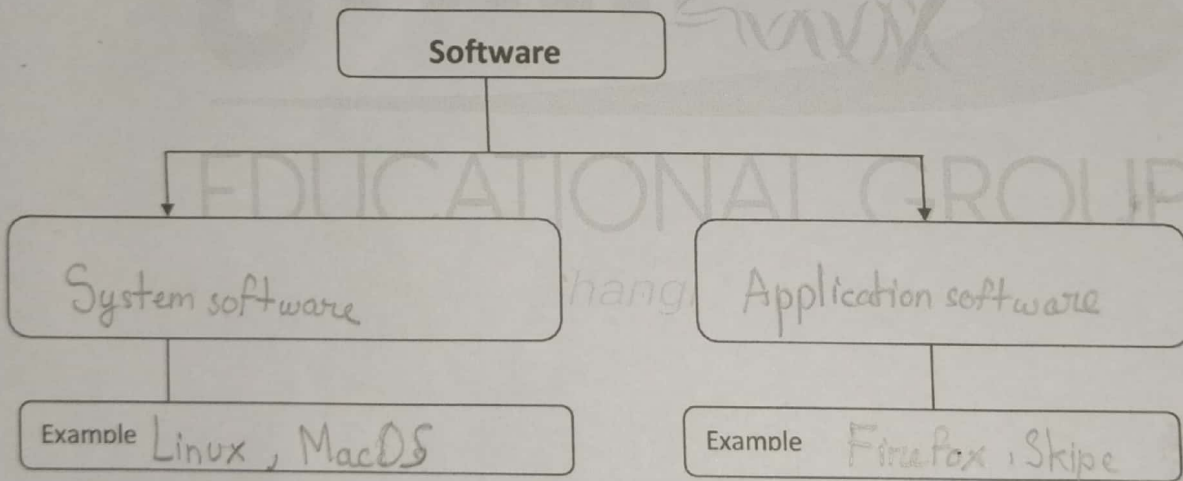 Software
EDUCATIONAL GROUP
System software
Application software
Example Linux, MacOS
Example Firefox, Skipe